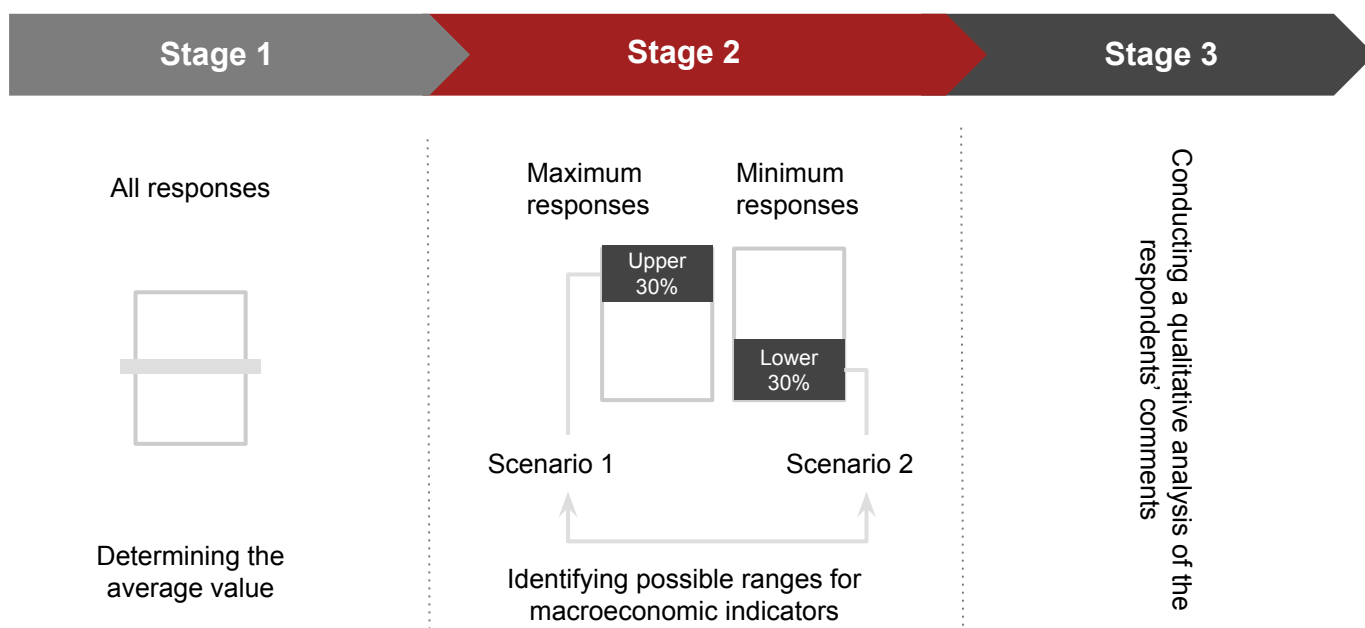 Stage 1
Stage 2
Stage 3
All responses
Determining the
average value
Maximum
responses
Minimum
responses
Upper
30%
Lower
30%
Scenario 1
Scenario 2
Identifying possible ranges for
macroeconomic indicators
Conducting a qualitative analysis of the
respondents’ comments